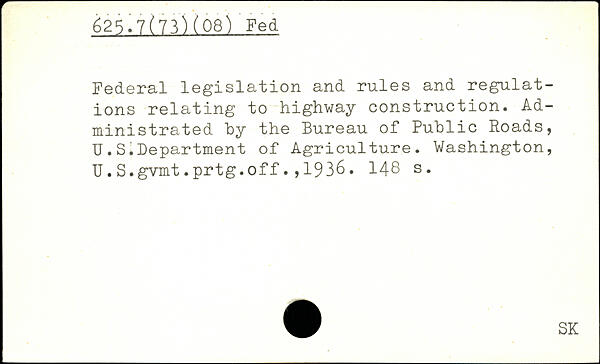 625.7(73)(08) Fed
Federal legislation and rules and regulat-
ions relating to highway construction. Ad-
ministrated by the Bureau of Public Roads,
U.S.Department of Agriculture. Washington,
U.S.gvmt.prtg.off.,1936. 148 s.
SK